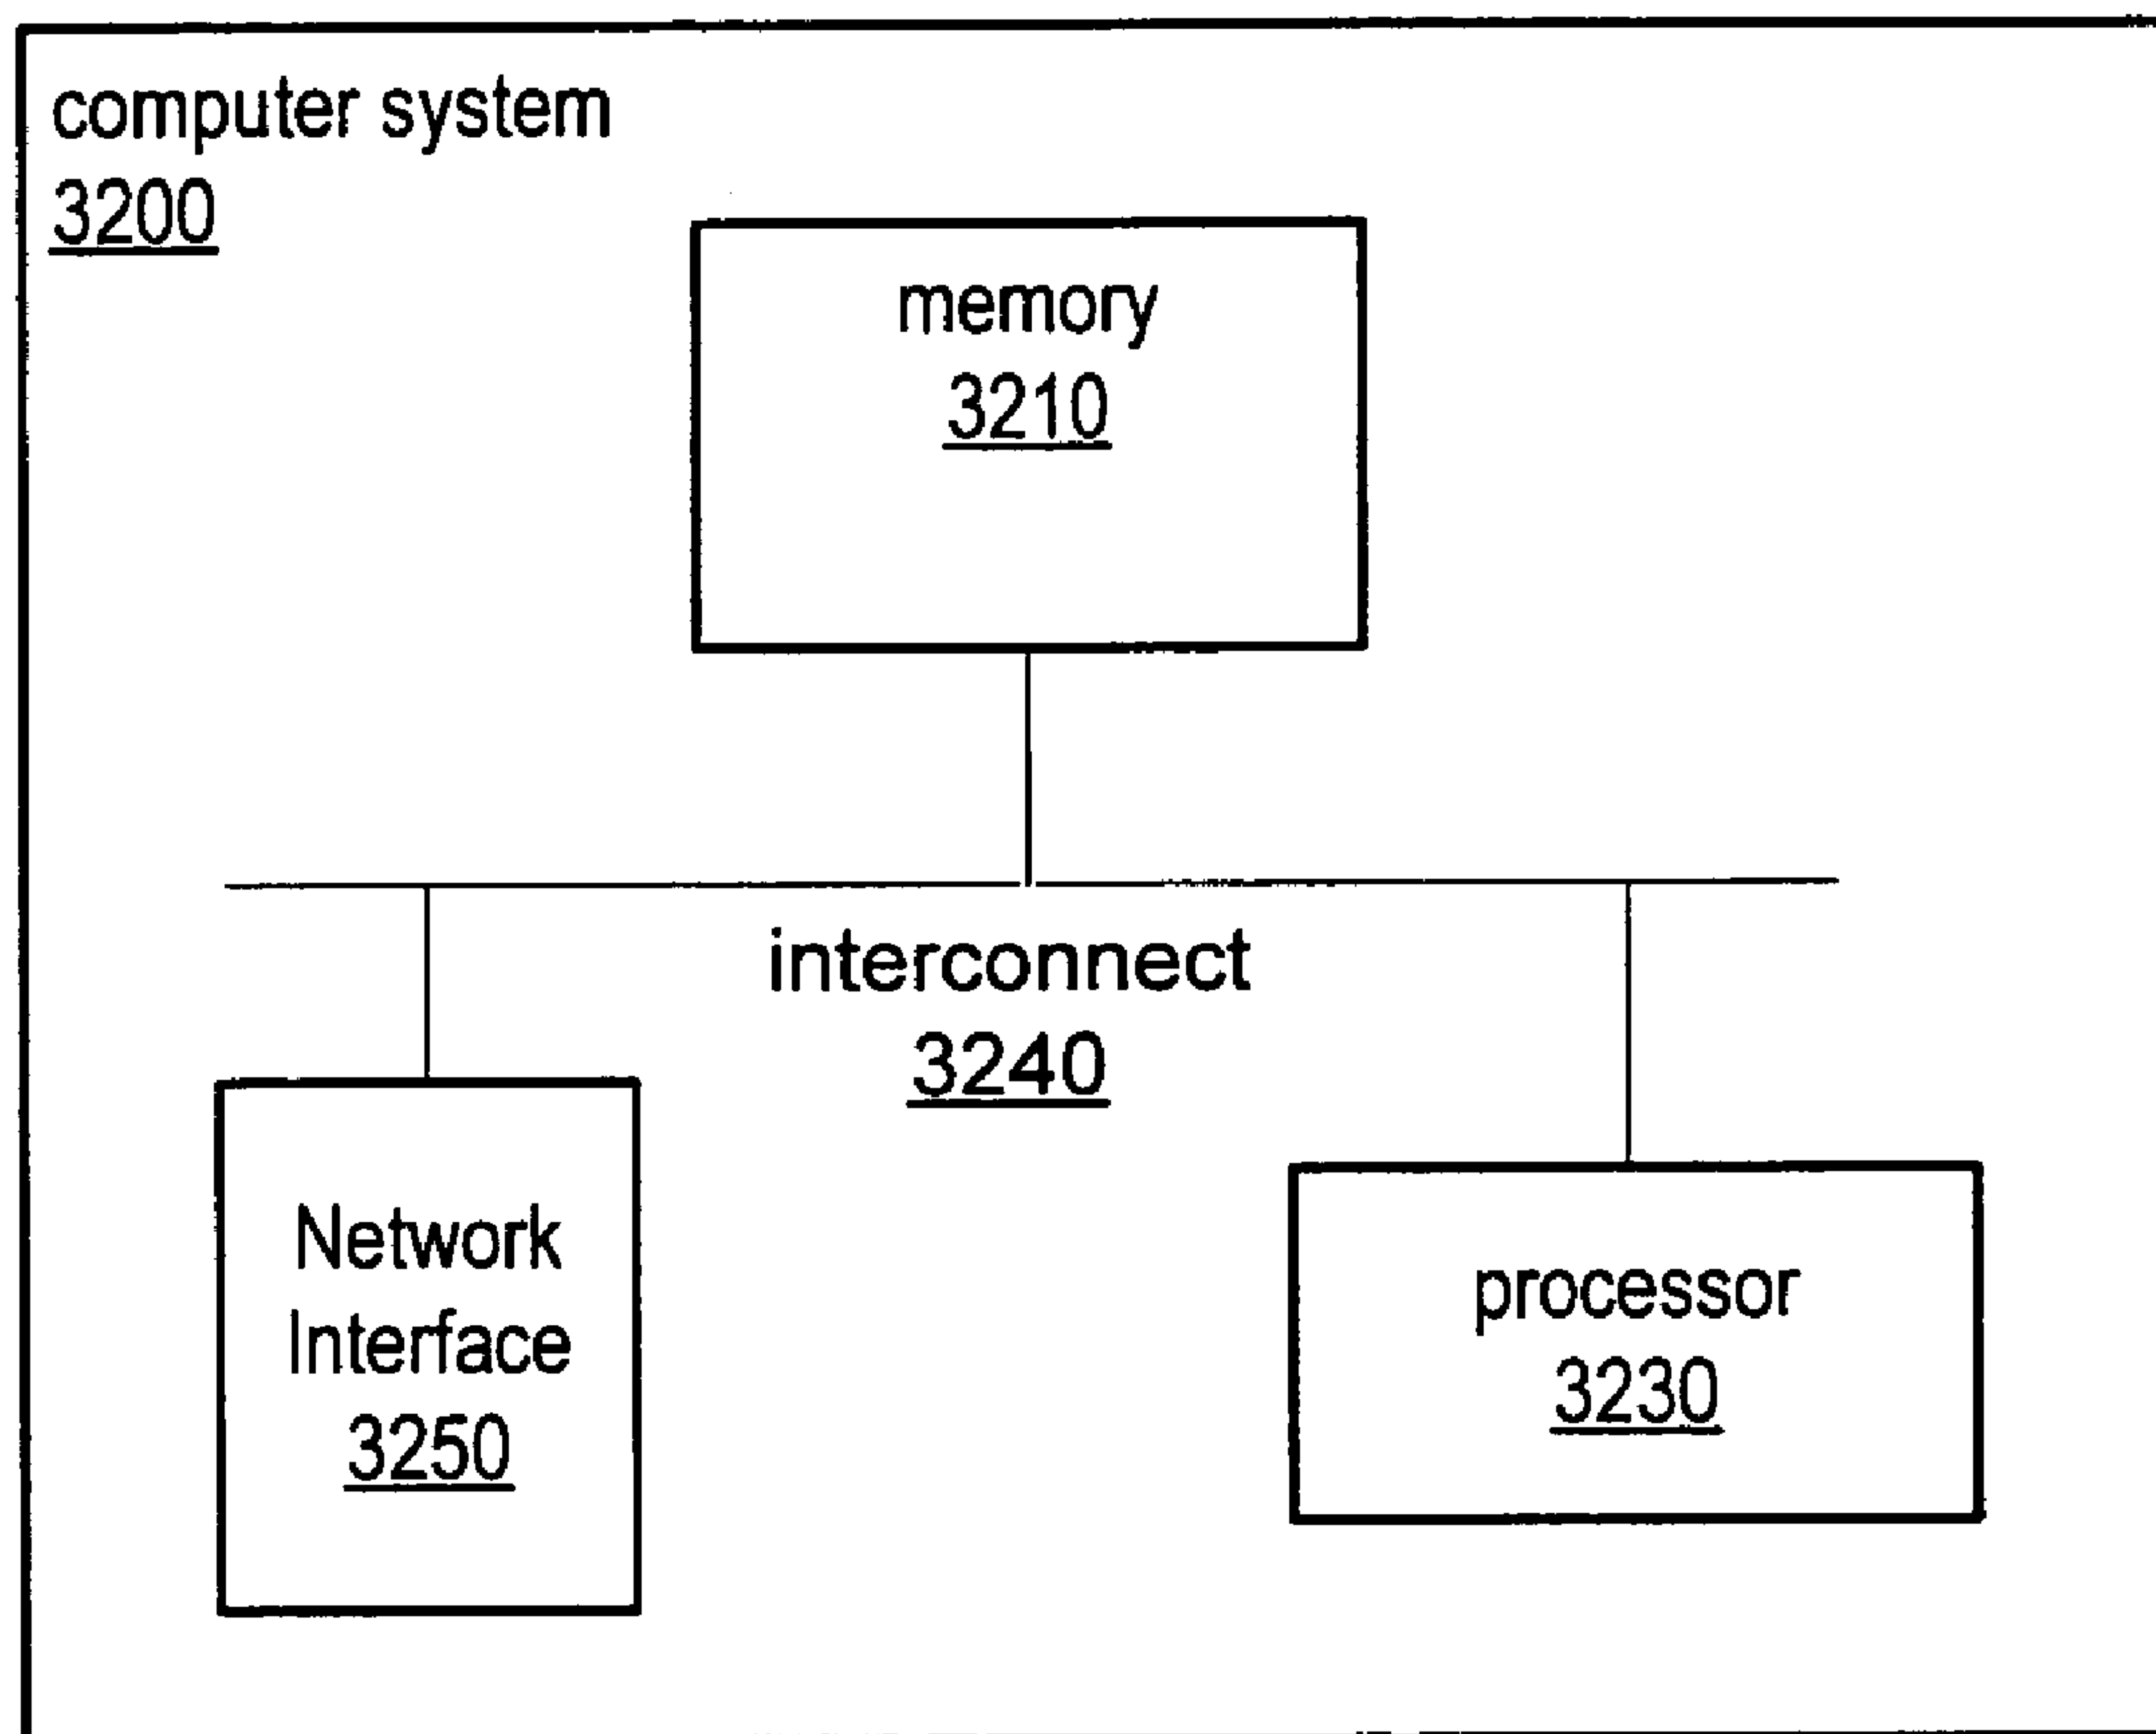 computer system
3200
memory
3210
interconnect
3240
Network
Interface
3250
processor
3230